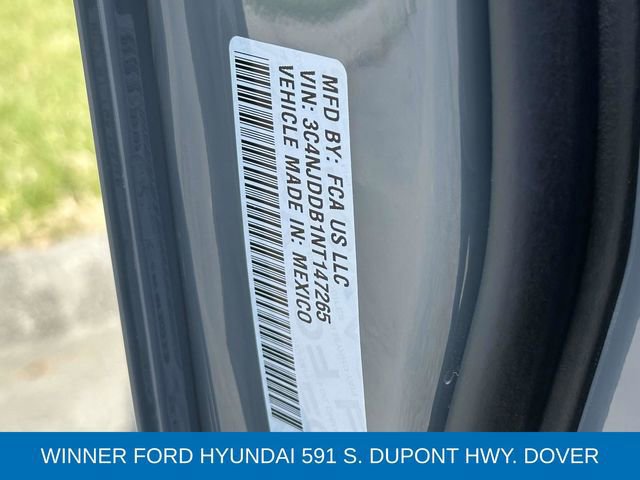 MFD BY: FCA US LLC
VIN: 3C4NJDDB1NT147265
VEHICLE MADE IN: MEXICO
WINNER FORD HYUNDAI 591 S. DUPONT HWY. DOVER